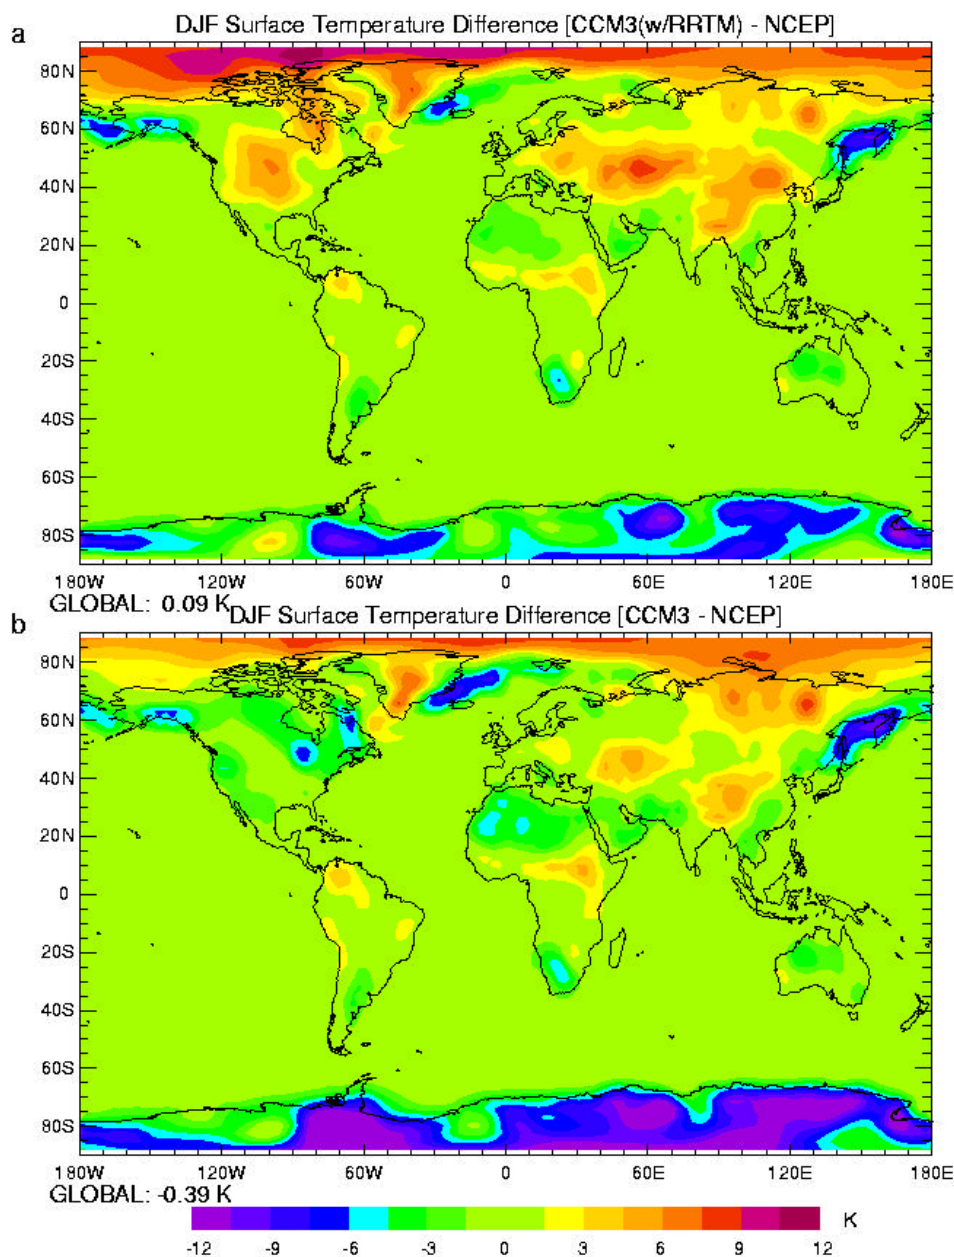 a
DJF Surface Temperature Difference [CCM3(w/RRTM) - NCEP]
80N
60N
40N
20N
0
20S
40S
60S
80S
180W 120W 60W 0 60E 120E 180E
GLOBAL: 0.09 K
b
DJF Surface Temperature Difference [CCM3 - NCEP]
80N
60N
40N
20N
0
20S
40S
60S
80S
180W 120W 60W 0 60E 120E 180E
GLOBAL: -0.39 K
K
-12 -9 -6 -3 0 3 6 9 12